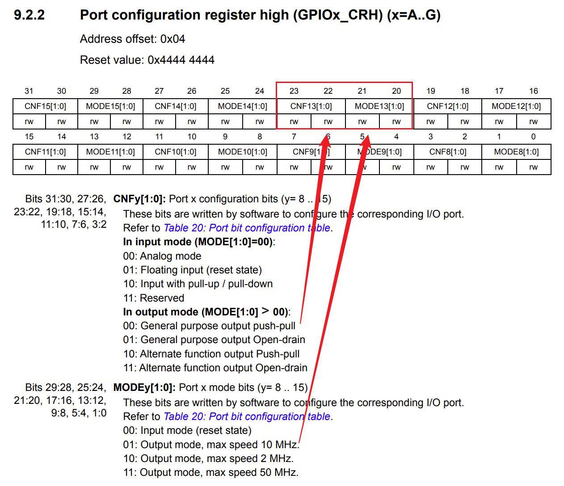 9.2.2 Port configuration register high (GPIOx_CRH) (x=A..G)
Address offset: 0x04
Reset value: 0x4444 4444
31 30 29 28 27 26 25 24 23 22 21 20 19 18 17 16
CNF15[1:0] MODE15[1:0] CNF14[1:0] MODE14[1:0] CNF13[1:0] MODE13[1:0] CNF12[1:0] MODE12[1:0]
rw rw rw rw rw rw rw rw rw rw rw rw rw rw rw rw
15 14 13 12 11 10 9 8 7 6 5 4 3 2 1 0
CNF11[1:0] MODE11[1:0] CNF10[1:0] MODE10[1:0] CNF9[1:0] MODE9[1:0] CNF8[1:0] MODE8[1:0]
rw rw rw rw rw rw rw rw rw rw rw rw rw rw rw rw
Bits 31:30, 27:26, CNFy[1:0]: Port x configuration bits (y= 8 .. 15)
23:22, 19:18, 15:14, These bits are written by software to configure the corresponding I/O port.
11:10, 7:6, 3:2 Refer to Table 20: Port bit configuration table.
In input mode (MODE[1:0]=00):
00: Analog mode
01: Floating input (reset state)
10: Input with pull-up / pull-down
11: Reserved
In output mode (MODE[1:0] > 00):
00: General purpose output push-pull
01: General purpose output Open-drain
10: Alternate function output Push-pull
11: Alternate function output Open-drain
Bits 29:28, 25:24, MODEy[1:0]: Port x mode bits (y= 8 .. 15)
21:20, 17:16, 13:12, These bits are written by software to configure the corresponding I/O port.
9:8, 5:4, 1:0 Refer to Table 20: Port bit configuration table.
00: Input mode (reset state)
01: Output mode, max speed 10 MHz.
10: Output mode, max speed 2 MHz.
11: Output mode, max speed 50 MHz.